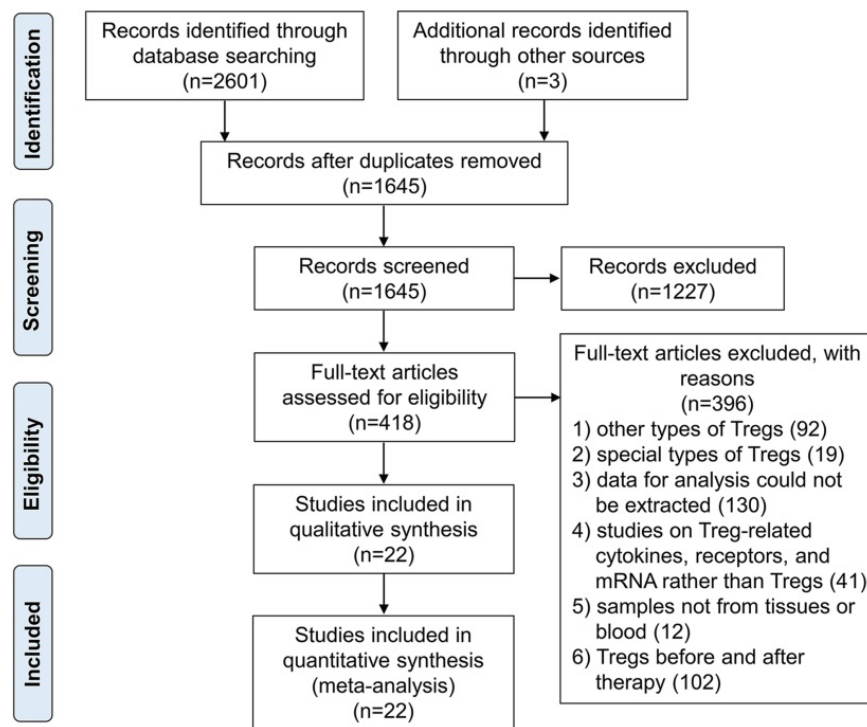 Identification
Records identified through
database searching
(n=2601)
Additional records identified
through other sources
(n=3)
Records after duplicates removed
(n=1645)
Screening
Records screened
(n=1645)
Records excluded
(n=1227)
Eligibility
Full-text articles
assessed for eligibility
(n=418)
Full-text articles excluded, with
reasons
(n=396)
1) other types of Tregs (92)
2) special types of Tregs (19)
3) data for analysis could not
be extracted (130)
4) studies on Treg-related
cytokines, receptors, and
mRNA rather than Tregs (41)
5) samples not from tissues or
blood (12)
6) Tregs before and after
therapy (102)
Studies included in
qualitative synthesis
(n=22)
Included
Studies included in
quantitative synthesis
(meta-analysis)
(n=22)